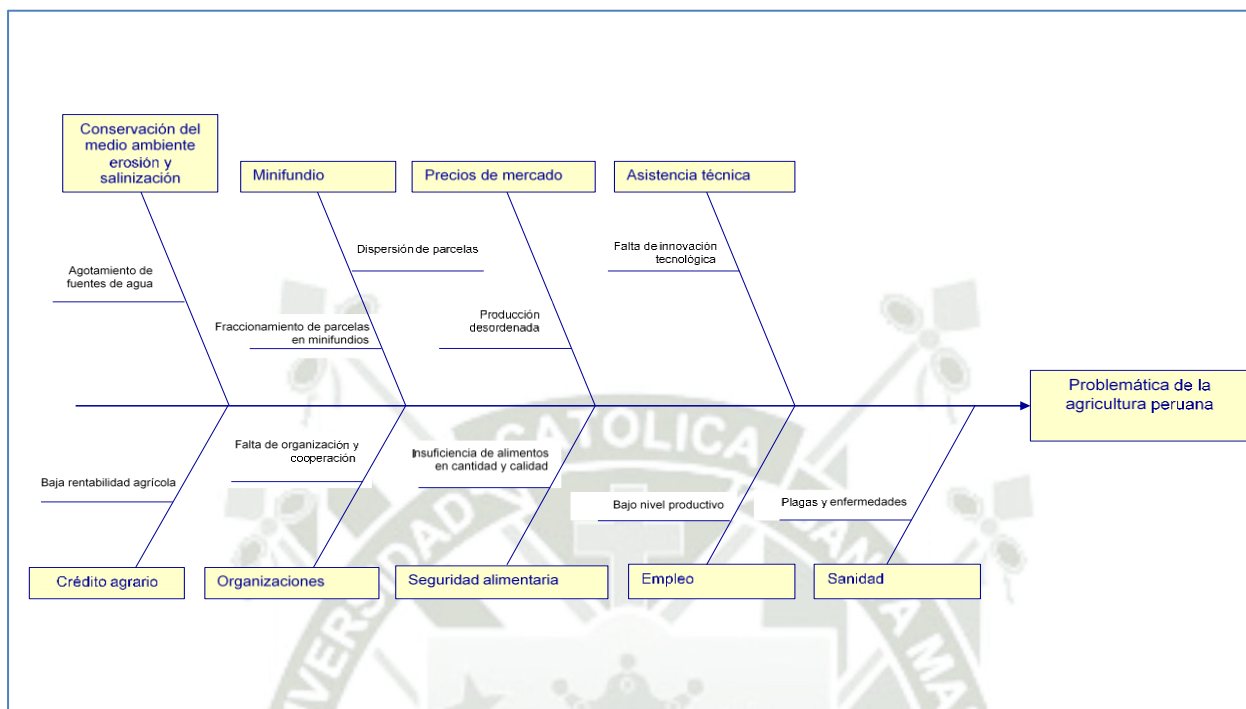 Conservación del
medio ambiente
erosión y
salinización
Minifundio
Precios de mercado
Asistencia técnica
Dispersión de parcelas
Falta de innovación
tecnológica
Agotamiento de
fuentes de agua
Producción
desordenada
Fraccionamiento de parcelas
en minifundios
Problemática de la
agricultura peruana
Falta de organización y
cooperación
Insuficiencia de alimentos
en cantidad y calidad
Baja rentabilidad agrícola
Bajo nivel productivo
Plagas y enfermedades
Crédito agrario
Organizaciones
Seguridad alimentaria
Empleo
Sanidad
CATOLICA